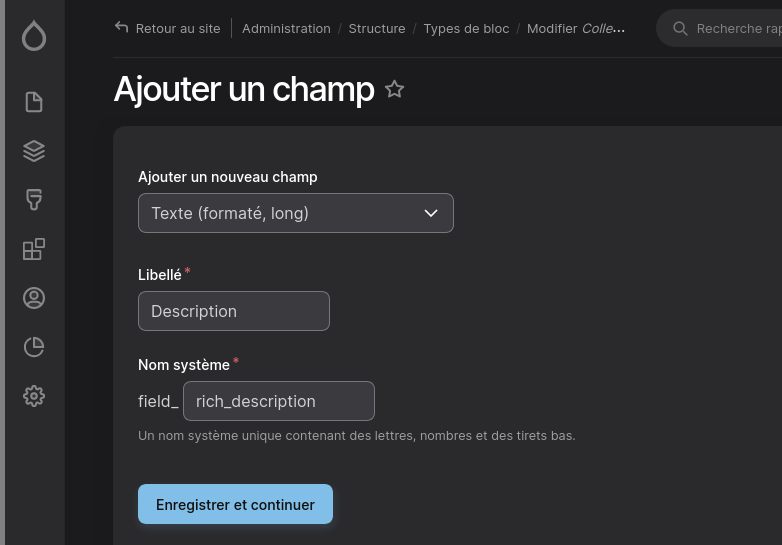 Retour au site Administration / Structure / Types de bloc / Modifier Colle...
Recherche rap
Ajouter un champ
Ajouter un nouveau champ
Texte (formaté, long)
Libellé *
Description
Nom système *
field_ rich_description
Un nom système unique contenant des lettres, nombres et des tirets bas.
Enregistrer et continuer